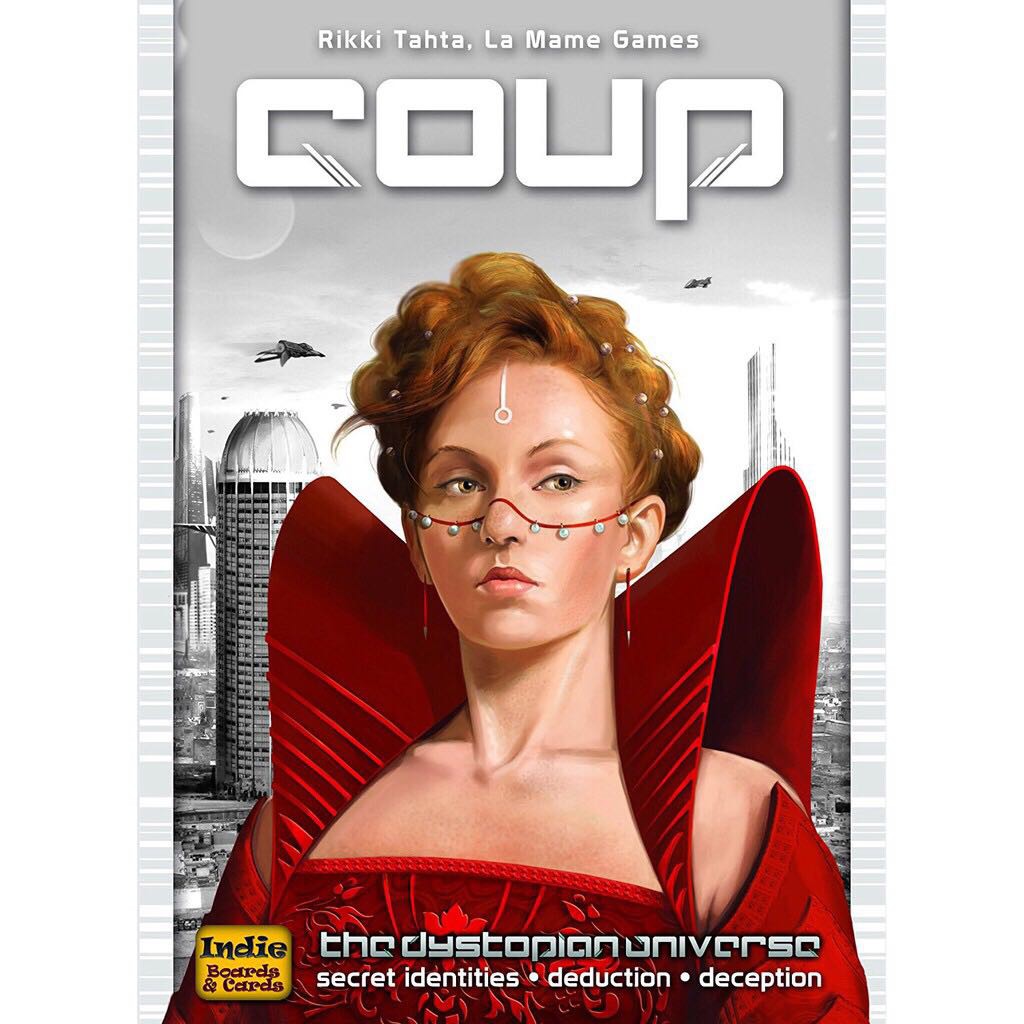 Rikki Tahta, La Mame Games
COUP
the dystopian universe
secret identities • deduction • deception
Indie
Boards
& Cards